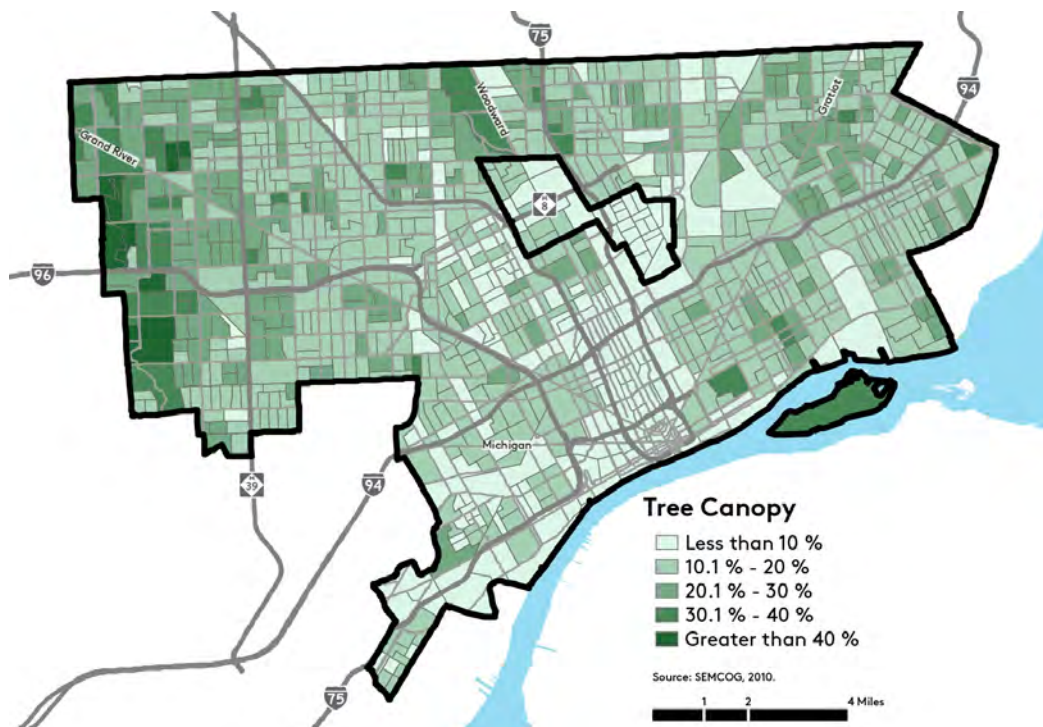 75
94
Woodward
Gratiot
Grand River
M
8
96
Michigan
94
M
39
75
Tree Canopy
Less than 10 %
10.1 % - 20 %
20.1 % - 30 %
30.1 % - 40 %
Greater than 40 %
Source: SEMCOG, 2010.
1 2 4 Miles